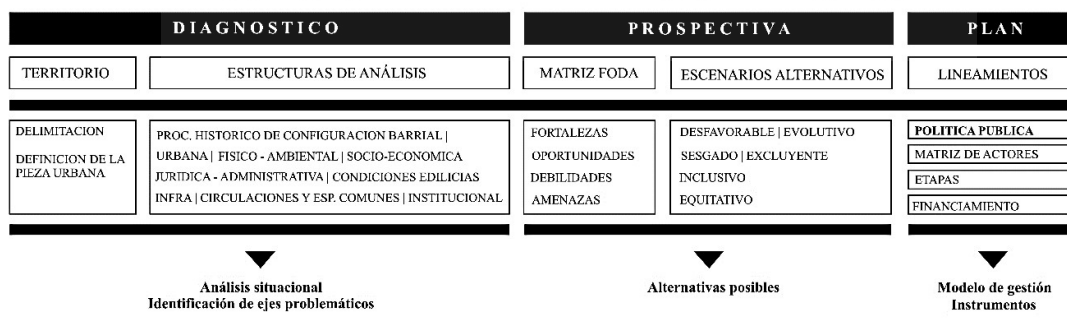 DIAGNOSTICO
PROSPECTIVA
PLAN
TERRITORIO
ESTRUCTURAS DE ANÁLISIS
MATRIZ FODA
ESCENARIOS ALTERNATIVOS
LINEAMIENTOS
DELIMITACION
DEFINICION DE LA
PIEZA URBANA
PROC. HISTORICO DE CONFIGURACION BARRIAL |
URBANA | FISICO - AMBIENTAL | SOCIO-ECONOMICA
JURIDICA - ADMINISTRATIVA | CONDICIONES EDILICIAS
INFRA | CIRCULACIONES Y ESP. COMUNES | INSTITUCIONAL
FORTALEZAS
OPORTUNIDADES
DEBILIDADES
AMENAZAS
DESFAVORABLE | EVOLUTIVO
SESGADO | EXCLUYENTE
INCLUSIVO
EQUITATIVO
POLITICA PUBLICA
MATRIZ DE ACTORES
ETAPAS
FINANCIAMIENTO
Análisis situacional
Identificación de ejes problemáticos
Alternativas posibles
Modelo de gestión
Instrumentos